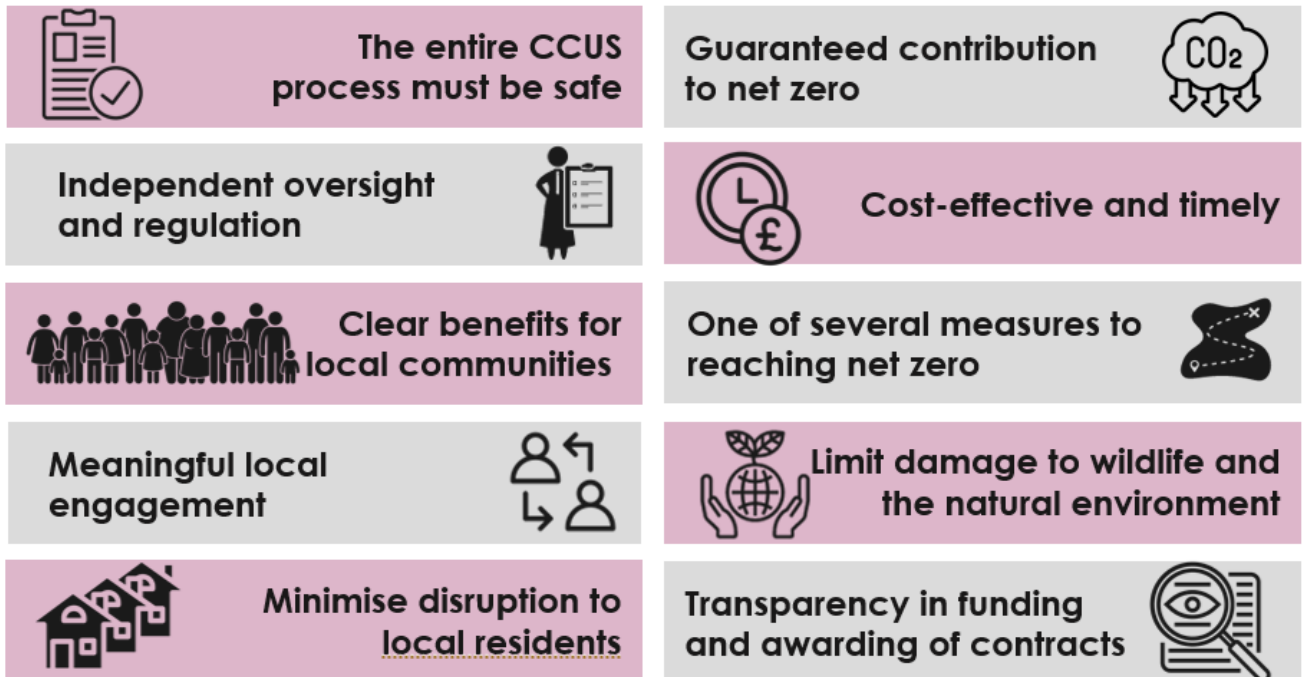 The entire CCUS
process must be safe
Guaranteed contribution
to net zero
CO₂
Independent oversight
and regulation
£
Cost-effective and timely
Clear benefits for
local communities
One of several measures to
reaching net zero
Meaningful local
engagement
Limit damage to wildlife and
the natural environment
Minimise disruption to
local residents
Transparency in funding
and awarding of contracts